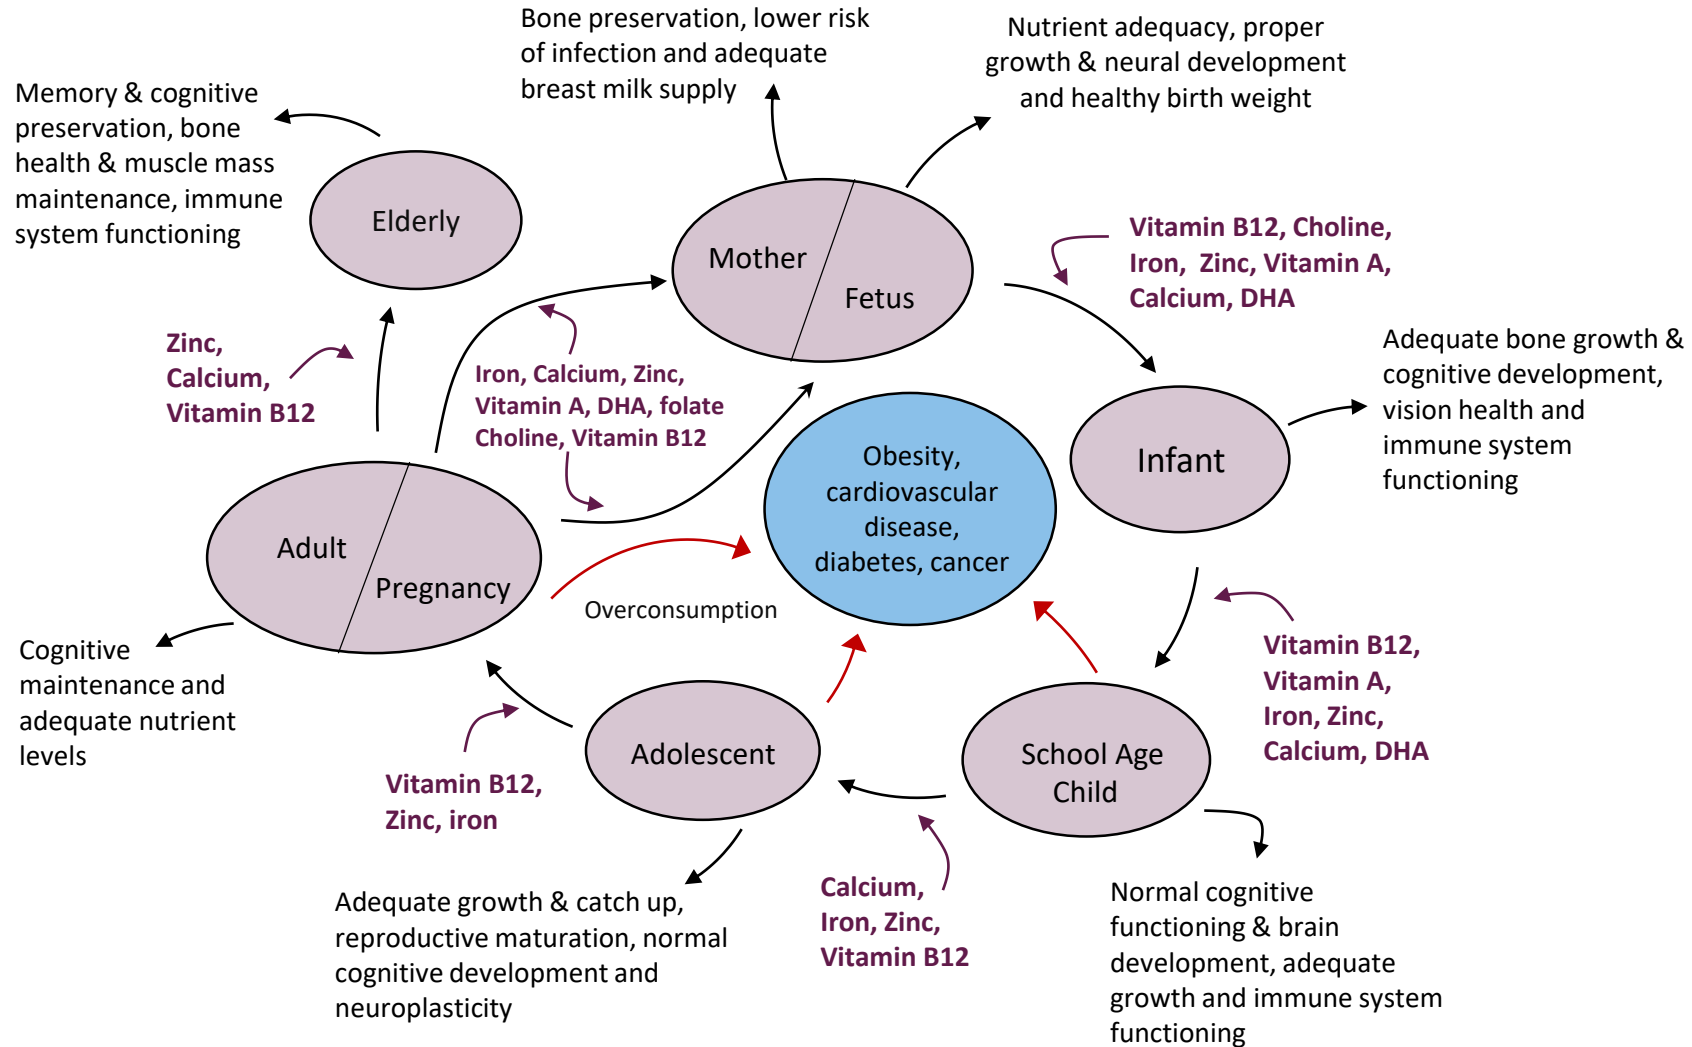 Bone preservation, lower risk
of infection and adequate
breast milk supply
Nutrient adequacy, proper
growth & neural development
and healthy birth weight
Memory & cognitive
preservation, bone
health & muscle mass
maintenance, immune
system functioning
Elderly
Mother
Fetus
Vitamin B12, Choline,
Iron, Zinc, Vitamin A,
Calcium, DHA
Zinc,
Calcium,
Vitamin B12
Iron, Calcium, Zinc,
Vitamin A, DHA, folate
Choline, Vitamin B12
Adequate bone growth &
cognitive development,
vision health and
immune system
functioning
Obesity,
cardiovascular
disease,
diabetes, cancer
Infant
Adult
Pregnancy
Overconsumption
Cognitive
maintenance and
adequate nutrient
levels
Vitamin B12,
Vitamin A,
Iron, Zinc,
Calcium, DHA
Adolescent
School Age
Child
Vitamin B12,
Zinc, iron
Calcium,
Iron, Zinc,
Vitamin B12
Adequate growth & catch up,
reproductive maturation, normal
cognitive development and
neuroplasticity
Normal cognitive
functioning & brain
development, adequate
growth and immune system
functioning